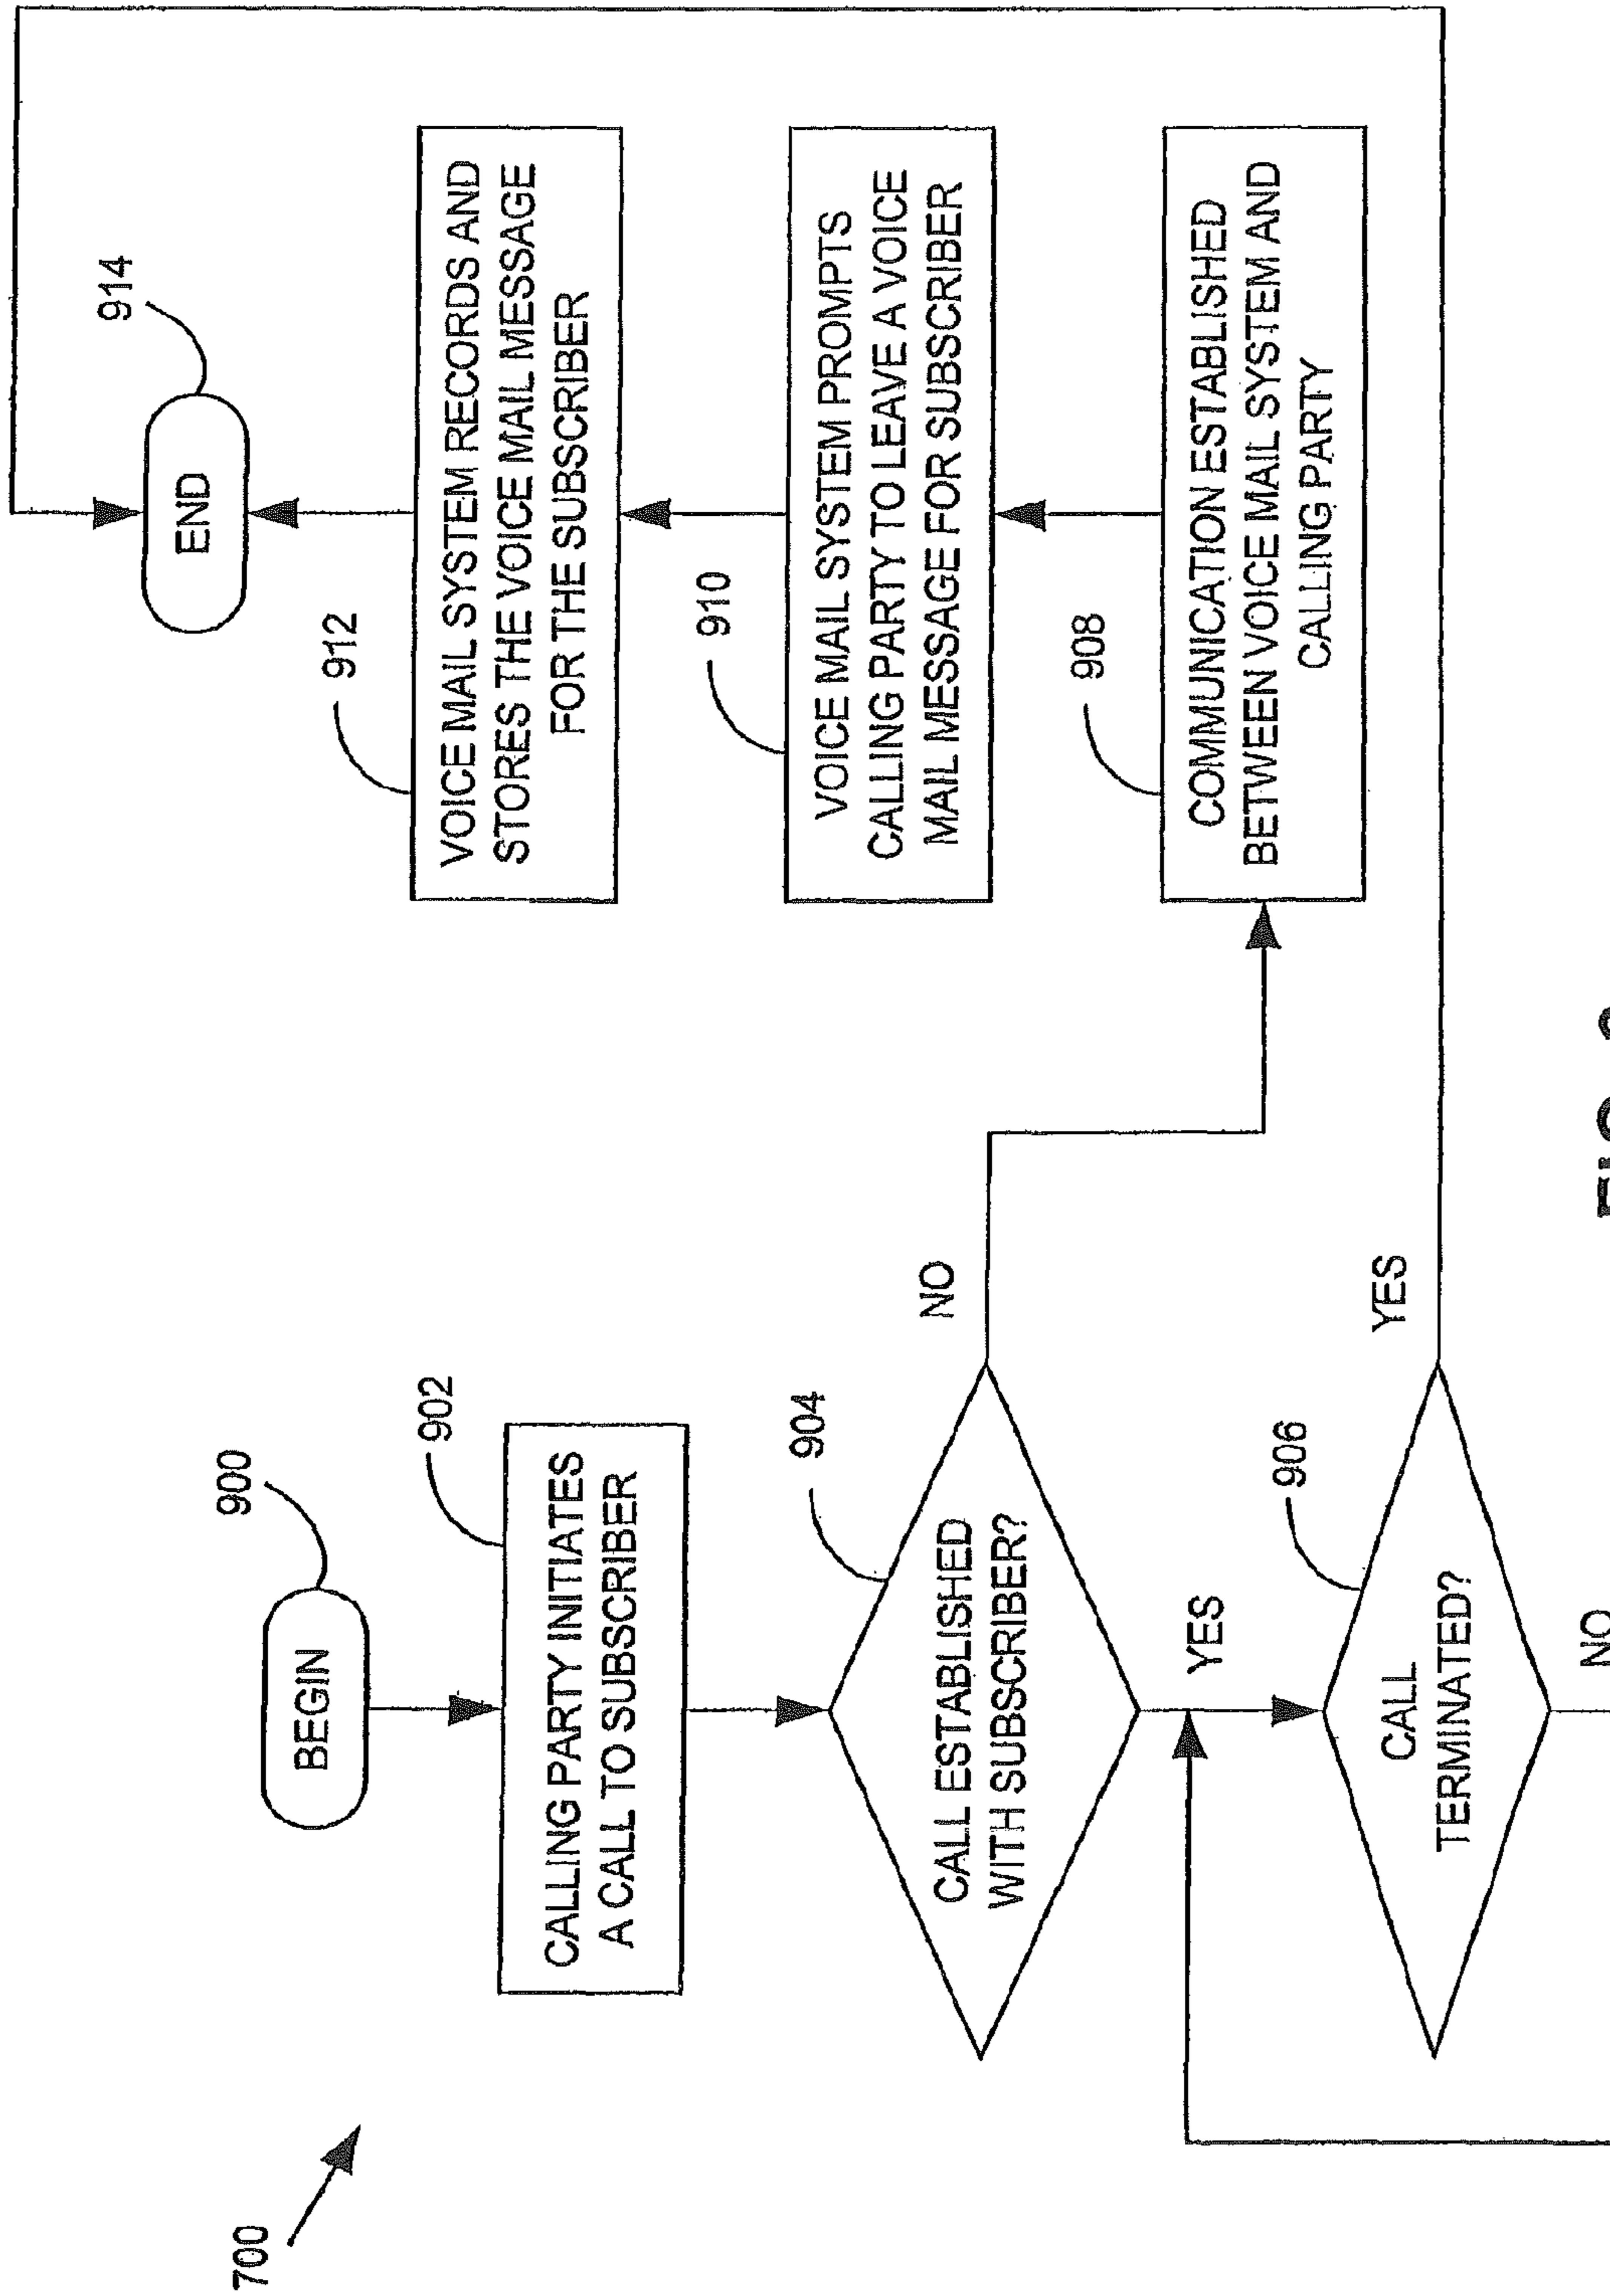 700
900
BEGIN
902
CALLING PARTY INITIATES
A CALL TO SUBSCRIBER
904
CALL ESTABLISHED
WITH SUBSCRIBER?
NO
YES
906
CALL
TERMINATED?
YES
NO
914
END
912
VOICE MAIL SYSTEM RECORDS AND
STORES THE VOICE MAIL MESSAGE
FOR THE SUBSCRIBER
910
VOICE MAIL SYSTEM PROMPTS
CALLING PARTY TO LEAVE A VOICE
MAIL MESSAGE FOR SUBSCRIBER
908
COMMUNICATION ESTABLISHED
BETWEEN VOICE MAIL SYSTEM AND
CALLING PARTY